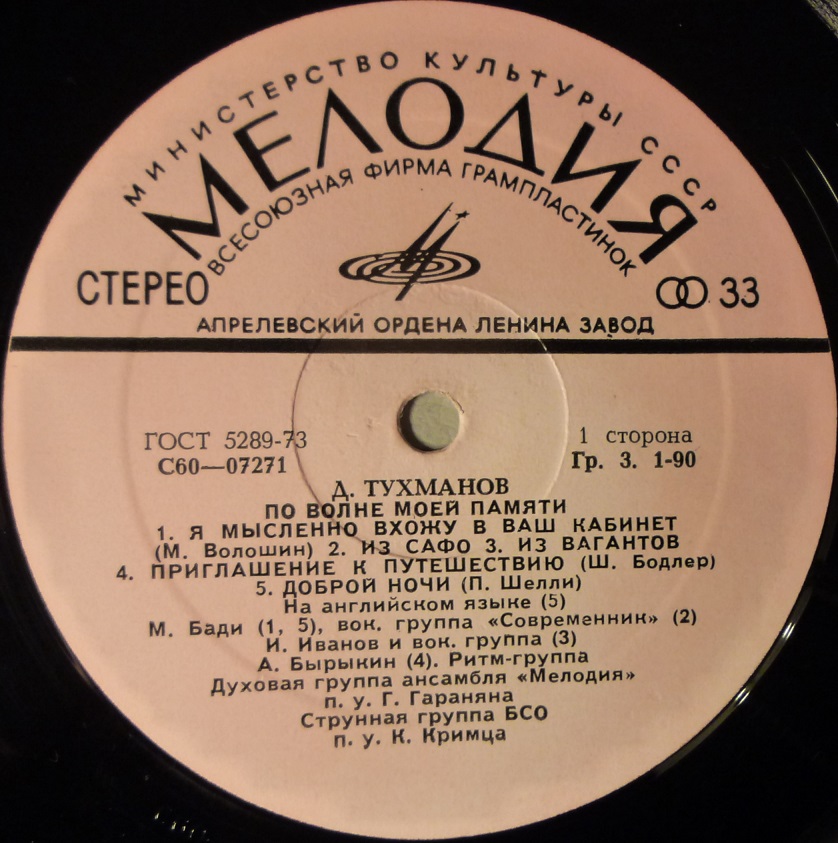 МИНИСТЕРСТВО КУЛЬТУРЫ СССР
МЕЛОДИЯ
ВСЕСОЮЗНАЯ ФИРМА ГРАМПЛАСТИНОК
СТЕРЕО
33
АПРЕЛЕВСКИЙ ОРДЕНА ЛЕНИНА ЗАВОД
ГОСТ 5289-73
С60—07271
1 сторона
Гр. 3. 1-90
Д. ТУХМАНОВ
ПО ВОЛНЕ МОЕЙ ПАМЯТИ
1. Я МЫСЛЕННО ВХОЖУ В ВАШ КАБИНЕТ
(М. Волошин) 2. ИЗ САФО 3. ИЗ ВАГАНТОВ
4. ПРИГЛАШЕНИЕ К ПУТЕШЕСТВИЮ (Ш. Бодлер)
5. ДОБРОЙ НОЧИ (П. Шелли)
На английском языке (5)
М. Бади (1, 5), вок. группа «Современник» (2)
И. Иванов и вок. группа (3)
А. Бырыкин (4). Ритм-группа
Духовая группа ансамбля «Мелодия»
п. у. Г. Гараняна
Струнная группа БСО
п. у. К. Кримца